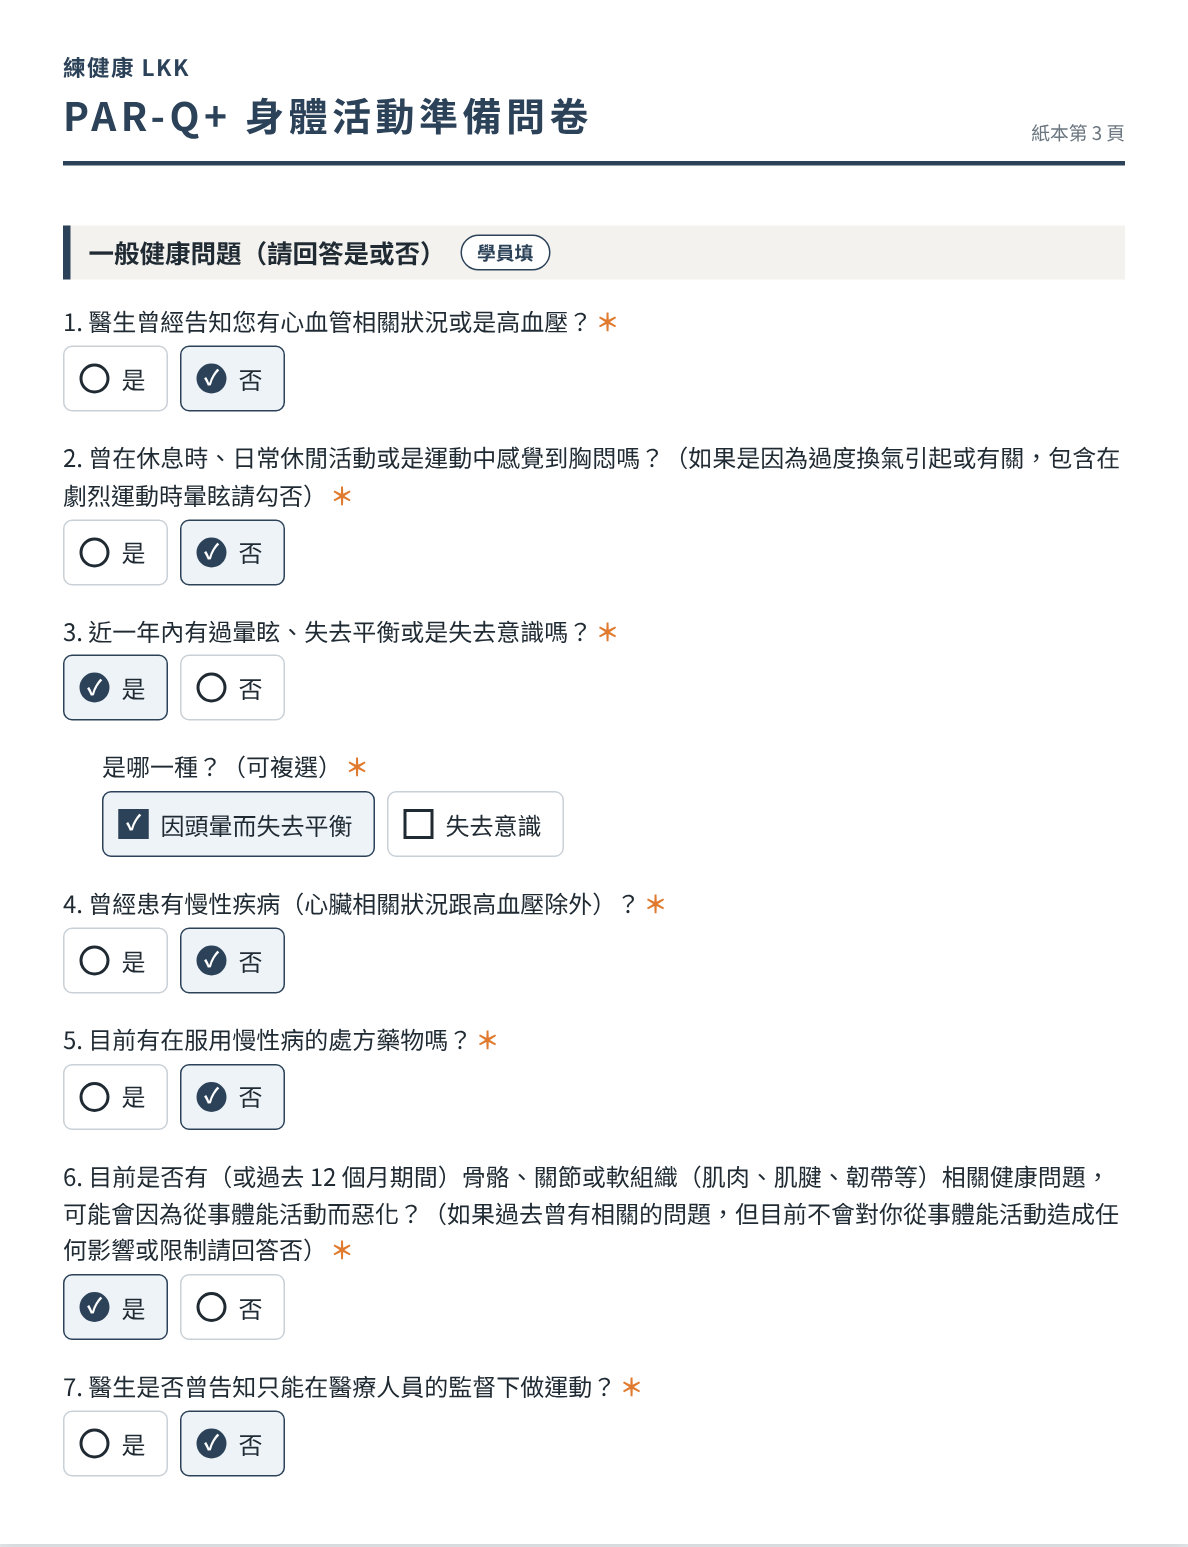 練健康 LKK
PAR-Q+ 身體活動準備問卷
紙本第 3 頁
一般健康問題（請回答是或否） 學員填
1. 醫生曾經告知您有心血管相關狀況或是高血壓？ *
是 否
2. 曾在休息時、日常休閒活動或是運動中感覺到胸悶嗎？（如果是因為過度換氣引起或有關，包含在
劇烈運動時暈眩請勾否） *
是 否
3. 近一年內有過暈眩、失去平衡或是失去意識嗎？ *
是 否
是哪一種？（可複選） *
因頭暈而失去平衡 失去意識
4. 曾經患有慢性疾病（心臟相關狀況跟高血壓除外）？ *
是 否
5. 目前有在服用慢性病的處方藥物嗎？ *
是 否
6. 目前是否有（或過去 12 個月期間）骨骼、關節或軟組織（肌肉、肌腱、韌帶等）相關健康問題，
可能會因為從事體能活動而惡化？（如果過去曾有相關的問題，但目前不會對你從事體能活動造成任
何影響或限制請回答否） *
是 否
7. 醫生是否曾告知只能在醫療人員的監督下做運動？ *
是 否